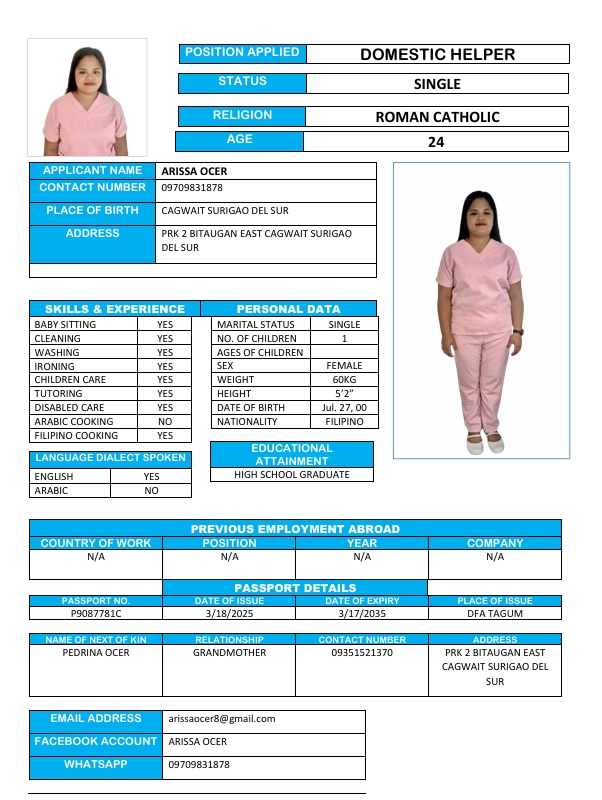 POSITION APPLIED DOMESTIC HELPER
STATUS SINGLE
RELIGION ROMAN CATHOLIC
AGE 24
APPLICANT NAME ARISSA OCER
CONTACT NUMBER 09709831878
PLACE OF BIRTH CAGWAIT SURIGAO DEL SUR
ADDRESS PRK 2 BITAUGAN EAST CAGWAIT SURIGAO
DEL SUR
SKILLS & EXPERIENCE PERSONAL DATA
BABY SITTING YES MARITAL STATUS SINGLE
CLEANING YES NO. OF CHILDREN 1
WASHING YES AGES OF CHILDREN
IRONING YES SEX FEMALE
CHILDREN CARE YES WEIGHT 60KG
TUTORING YES HEIGHT 5'2”
DISABLED CARE YES DATE OF BIRTH Jul. 27, 00
ARABIC COOKING NO NATIONALITY FILIPINO
FILIPINO COOKING YES
EDUCATIONAL
ATTAINMENT
HIGH SCHOOL GRADUATE
LANGUAGE DIALECT SPOKEN
ENGLISH YES
ARABIC NO
PREVIOUS EMPLOYMENT ABROAD
COUNTRY OF WORK POSITION YEAR COMPANY
N/A N/A N/A N/A
PASSPORT DETAILS
PASSPORT NO. DATE OF ISSUE DATE OF EXPIRY PLACE OF ISSUE
P9087781C 3/18/2025 3/17/2035 DFA TAGUM
NAME OF NEXT OF KIN RELATIONSHIP CONTACT NUMBER ADDRESS
PEDRINA OCER GRANDMOTHER 09351521370 PRK 2 BITAUGAN EAST
CAGWAIT SURIGAO DEL
SUR
EMAIL ADDRESS arissaocer8@gmail.com
FACEBOOK ACCOUNT ARISSA OCER
WHATSAPP 09709831878